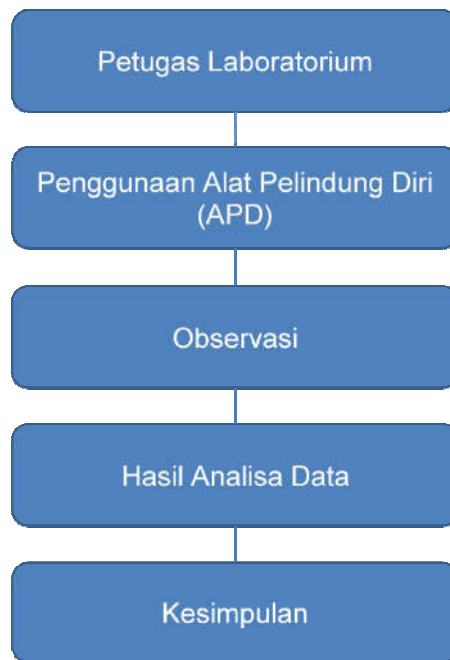 Petugas Laboratorium
Penggunaan Alat Pelindung Diri
(APD)
Observasi
Hasil Analisa Data
Kesimpulan